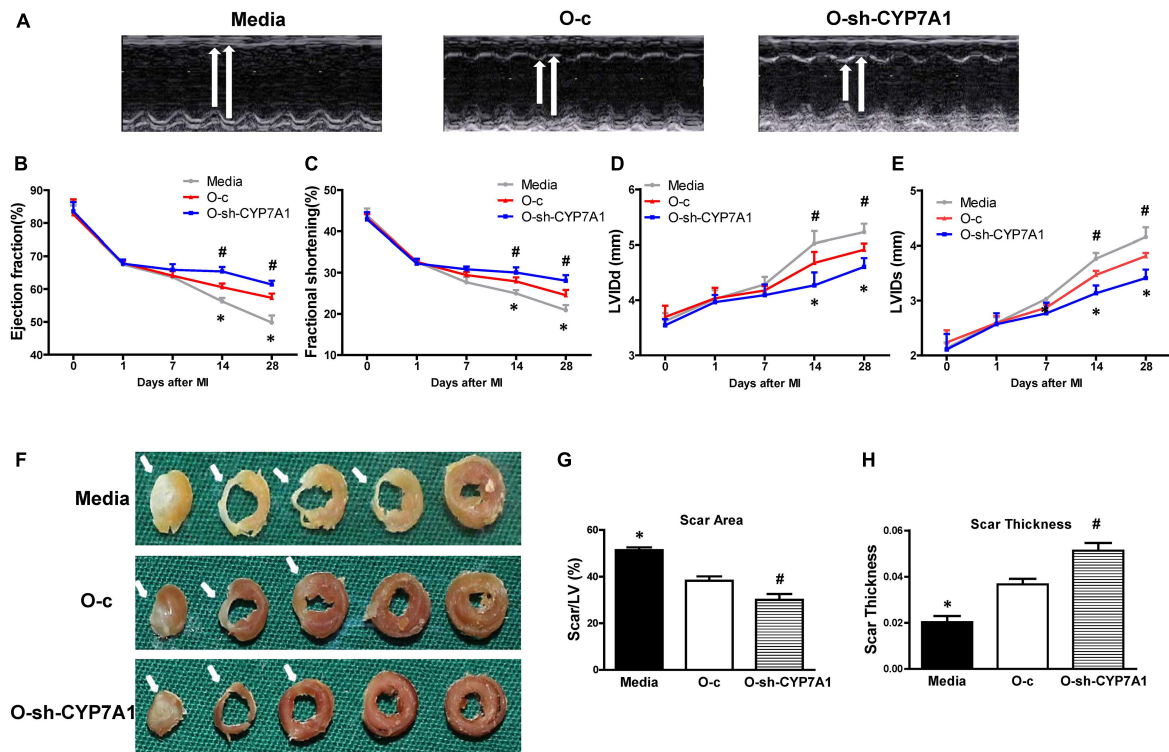 A
Media
O-c
O-sh-CYP7A1
B
Media
O-c
O-sh-CYP7A1
Ejection fraction(%)
90
80
70
60
50
40
#
#
*
*
0
1
7
14
28
Days after MI
C
Media
O-c
O-sh-CYP7A1
Fractional shortening(%)
50
40
30
20
10
#
#
*
*
0
1
7
14
28
Days after MI
D
Media
O-c
O-sh-CYP7A1
LVIDd (mm)
6
5
4
3
#
#
*
*
0
1
7
14
28
Days after MI
E
Media
O-c
O-sh-CYP7A1
LVIDs (mm)
5
4
3
2
#
#
*
*
*
0
1
7
14
28
Days after MI
F
Media
O-c
O-sh-CYP7A1
G
Scar Area
Scar/LV (%)
60
40
20
0
*
#
Media
O-c
O-sh-CYP7A1
H
Scar Thickness
Scar Thickness
0.06
0.04
0.02
0.00
*
#
Media
O-c
O-sh-CYP7A1